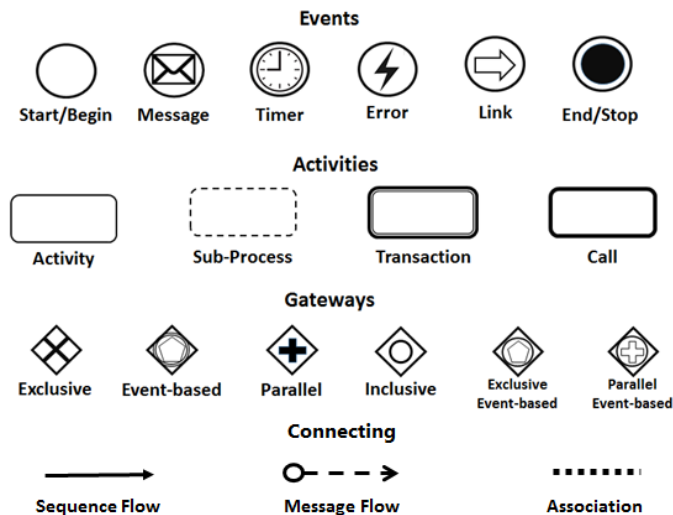 Events
Start/Begin Message Timer Error Link End/Stop
Activities
Activity Sub-Process Transaction Call
Gateways
Exclusive Event-based Parallel Inclusive Exclusive Event-based Parallel Event-based
Connecting
Sequence Flow Message Flow Association